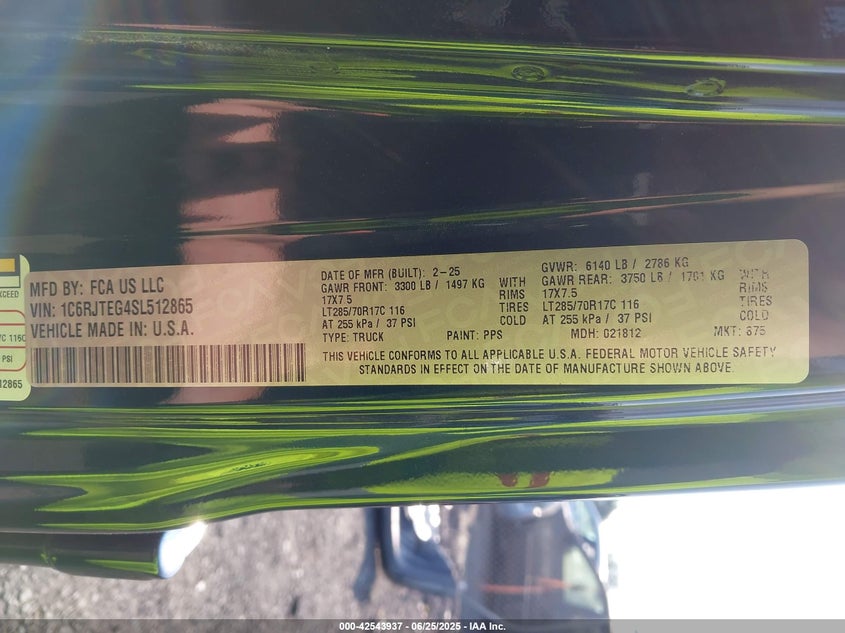 XCEED
7C 116C
PSI
12865
MFD BY: FCA US LLC
VIN: 1C6RJTEG4SL512865
VEHICLE MADE IN: U.S.A.
DATE OF MFR (BUILT): 2-25
GAWR FRONT: 3300 LB / 1497 KG WITH
17X7.5 RIMS
LT285/70R17C 116 TIRES
AT 255 kPa / 37 PSI COLD
TYPE: TRUCK PAINT: PPS
GVWR: 6140 LB / 2786 KG
GAWR REAR: 3750 LB / 1701 KG WITH
17X7.5 RIMS
LT285/70R17C 116 TIRES
AT 255 kPa / 37 PSI COLD
MDH: 021812 MKT: 875
THIS VEHICLE CONFORMS TO ALL APPLICABLE U.S.A. FEDERAL MOTOR VEHICLE SAFETY
STANDARDS IN EFFECT ON THE DATE OF MANUFACTURE SHOWN ABOVE.
000-42543937 - 06/25/2025 - IAA Inc.